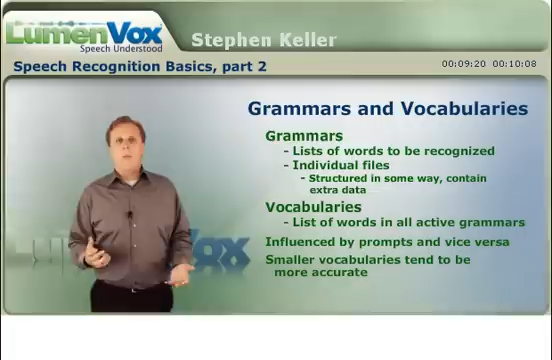 LumenVox
Speech Understood
Stephen Keller
Speech Recognition Basics, part 2
00:09:20 00:10:08
Grammars and Vocabularies
Grammars
- Lists of words to be recognized
- Individual files
- Structured in some way, contain
extra data
Vocabularies
- List of words in all active grammars
Influenced by prompts and vice versa
Smaller vocabularies tend to be
more accurate
LumenVox